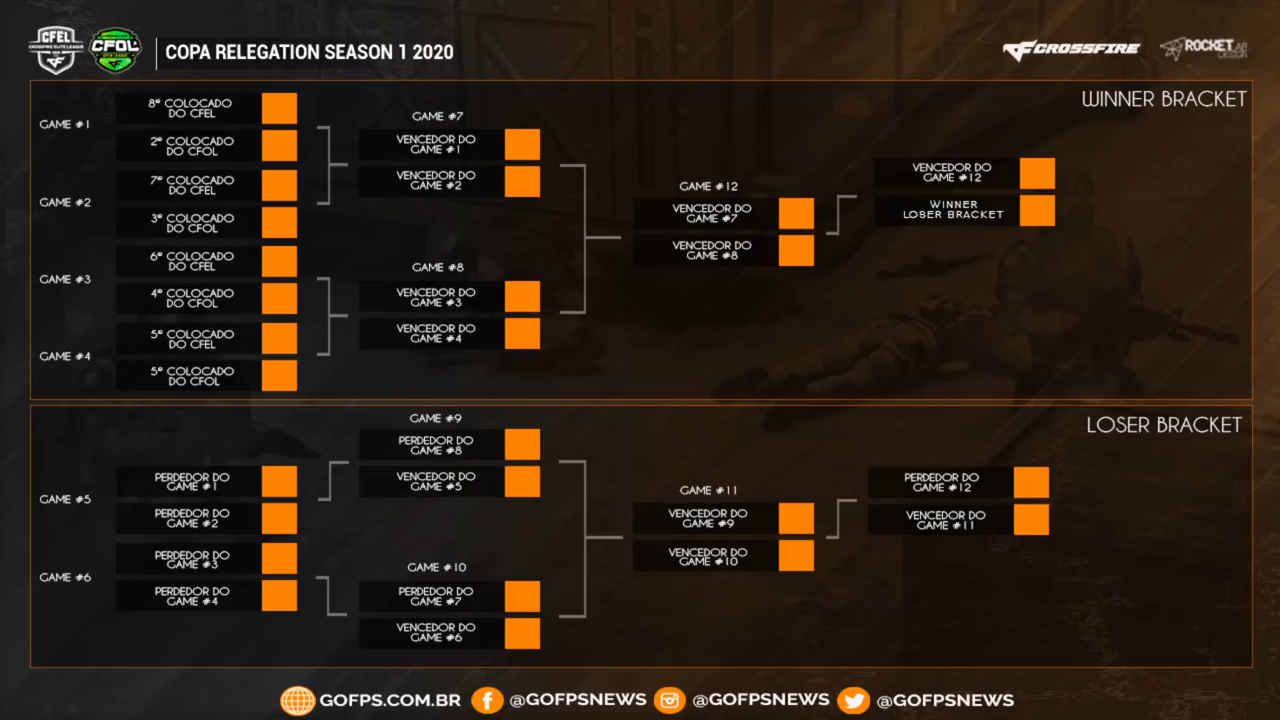 CFEL
CROSSFIRE ELITE LEAGUE
CFOL
COPA RELEGATION SEASON 1 2020
CROSSFIRE
ROCKET
WINNER BRACKET
GAME #1
8º COLOCADO
DO CFEL
2º COLOCADO
DO CFOL
GAME #2
7º COLOCADO
DO CFEL
3º COLOCADO
DO CFOL
GAME #3
6º COLOCADO
DO CFEL
4º COLOCADO
DO CFOL
GAME #4
5º COLOCADO
DO CFEL
5º COLOCADO
DO CFOL
GAME #7
VENCEDOR DO
GAME #1
VENCEDOR DO
GAME #2
GAME #8
VENCEDOR DO
GAME #3
VENCEDOR DO
GAME #4
GAME #12
VENCEDOR DO
GAME #7
VENCEDOR DO
GAME #8
VENCEDOR DO
GAME #12
WINNER
LOSER BRACKET
LOSER BRACKET
GAME #5
PERDEDOR DO
GAME #1
PERDEDOR DO
GAME #2
GAME #6
PERDEDOR DO
GAME #3
PERDEDOR DO
GAME #4
GAME #9
PERDEDOR DO
GAME #8
VENCEDOR DO
GAME #5
GAME #10
PERDEDOR DO
GAME #7
VENCEDOR DO
GAME #6
GAME #11
VENCEDOR DO
GAME #9
VENCEDOR DO
GAME #10
PERDEDOR DO
GAME #12
VENCEDOR DO
GAME #11
GOFPS.COM.BR
@GOFPSNEWS
@GOFPSNEWS
@GOFPSNEWS